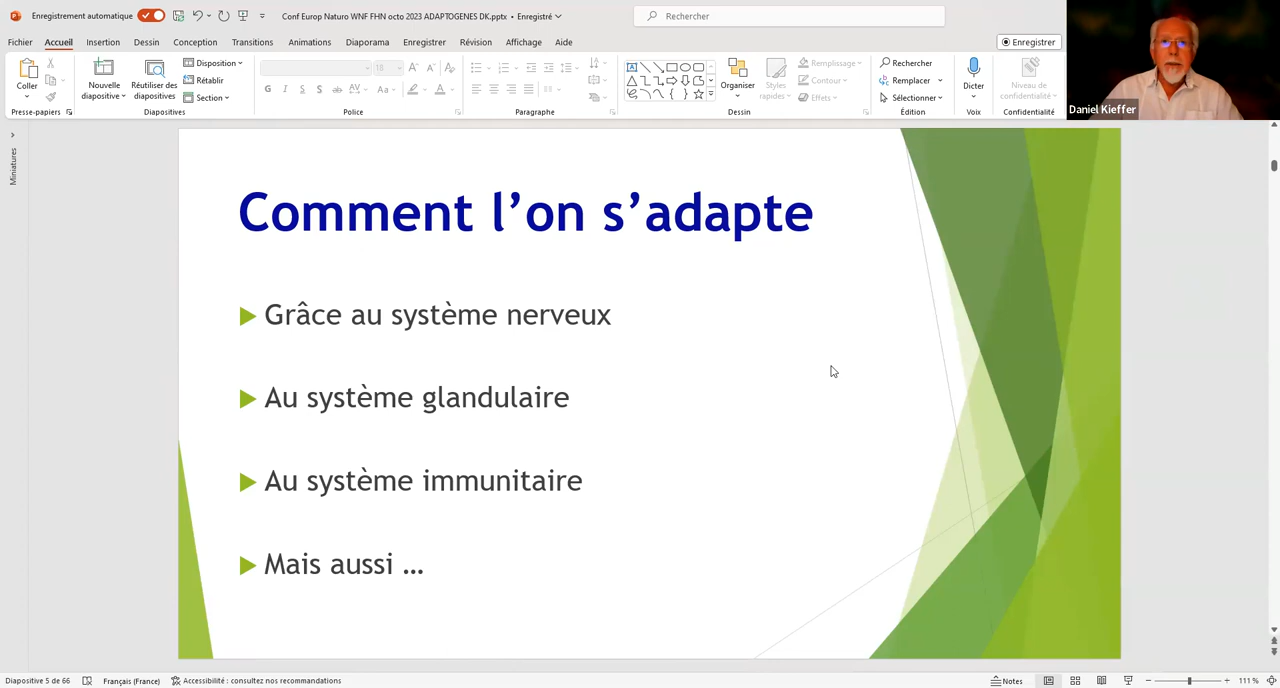 Enregistrement automatique
Conf Europ Naturo WNF FHN octo 2023 ADAPTOGENES DK.pptx • Enregistré
Rechercher
Fichier Accueil Insertion Dessin Conception Transitions Animations Diaporama Enregistrer Révision Affichage Aide
Enregistrer
Coller
Nouvelle diapositive
Réutiliser des diapositives
Disposition
Rétablir
Section
18
G I S S ab AV Aa A
Organiser
Styles rapides
Remplissage
Contour
Effets
Rechercher
Remplacer
Sélectionner
Dicter
Niveau de confidentialité
Presse-papiers Diapositives Police Paragraphe Dessin Édition Voix Confidentialité
Daniel Kieffer
Miniatures
Comment l’on s’adapte
Grâce au système nerveux
Au système glandulaire
Au système immunitaire
Mais aussi …
Diapositive 5 de 66 Français (France) Accessibilité : consultez nos recommandations Notes 111 %